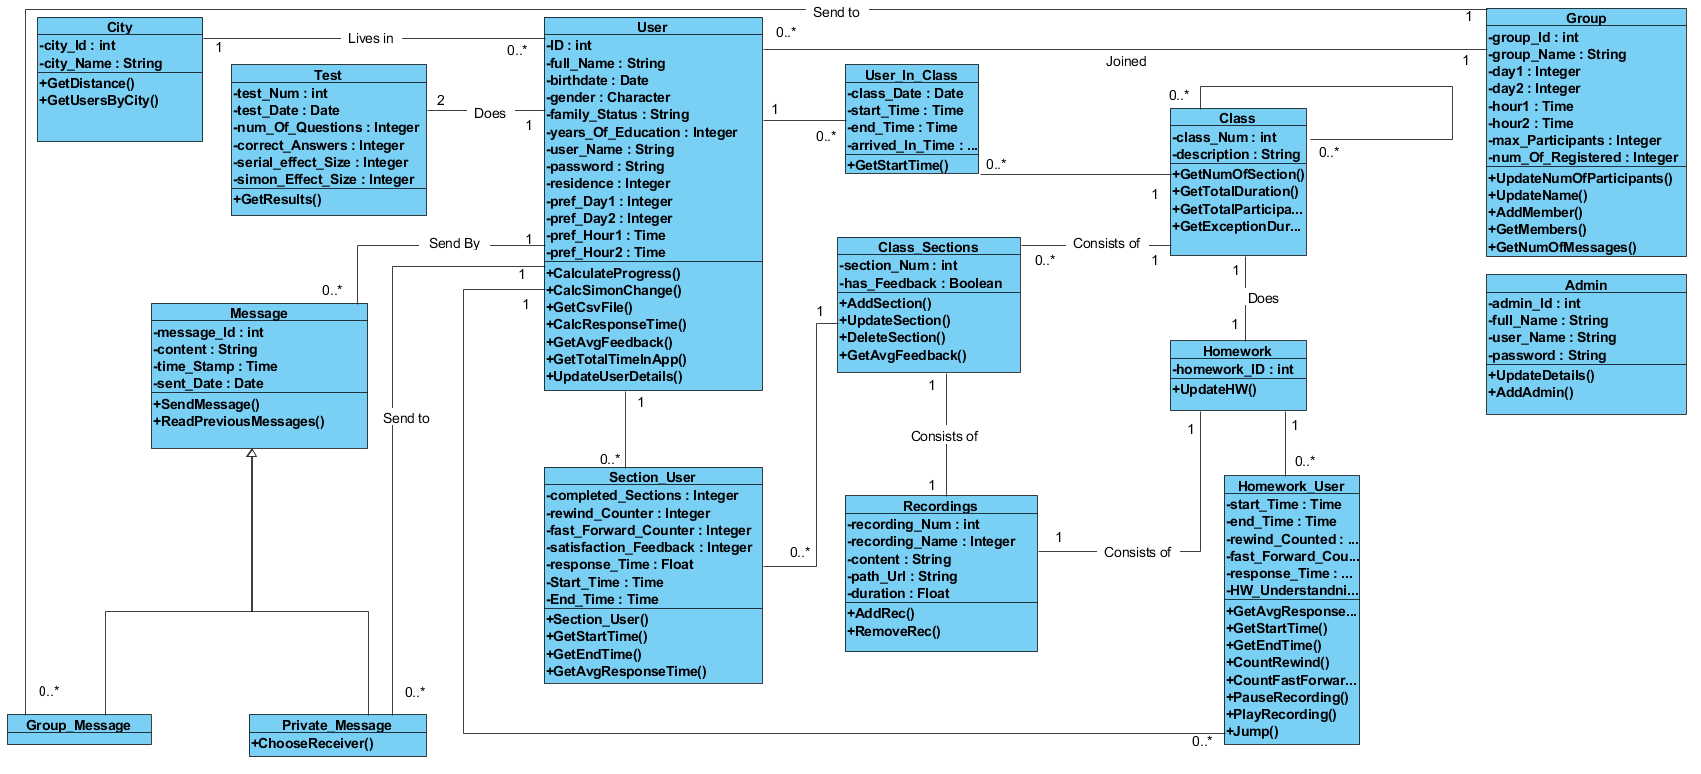 Send to
1
City
-city_Id : int
-city_Name : String
+GetDistance()
+GetUsersByCity()
1
Lives in
0..*
User
-ID : int
-full_Name : String
-birthdate : Date
-gender : Character
-family_Status : String
-years_Of_Education : Integer
-user_Name : String
-password : String
-residence : Integer
-pref_Day1 : Integer
-pref_Day2 : Integer
-pref_Hour1 : Time
-pref_Hour2 : Time
+CalculateProgress()
+CalcSimonChange()
+GetCsvFile()
+CalcResponseTime()
+GetAvgFeedback()
+GetTotalTimeInApp()
+UpdateUserDetails()
0..*
Joined
1
Group
-group_Id : int
-group_Name : String
-day1 : Integer
-day2 : Integer
-hour1 : Time
-hour2 : Time
-max_Participants : Integer
-num_Of_Registered : Integer
+UpdateNumOfParticipants()
+UpdateName()
+AddMember()
+GetMembers()
+GetNumOfMessages()
Test
-test_Num : int
-test_Date : Date
-num_Of_Questions : Integer
-correct_Answers : Integer
-serial_effect_Size : Integer
-simon_Effect_Size : Integer
+GetResults()
2
Does
1
1
0..*
User_In_Class
-class_Date : Date
-start_Time : Time
-end_Time : Time
-arrived_In_Time : ...
+GetStartTime()
0..*
1
0..*
0..*
Class
-class_Num : int
-description : String
+GetNumOfSection()
+GetTotalDuration()
+GetTotalParticipa...
+GetExceptionDur...
Send By
1
0..*
1
1
Class_Sections
-section_Num : int
-has_Feedback : Boolean
+AddSection()
+UpdateSection()
+DeleteSection()
+GetAvgFeedback()
0..*
Consists of
1
1
Does
1
Admin
-admin_Id : int
-full_Name : String
-user_Name : String
-password : String
+UpdateDetails()
+AddAdmin()
Message
-message_Id : int
-content : String
-time_Stamp : Time
-sent_Date : Date
+SendMessage()
+ReadPreviousMessages()
Send to
1
0..*
1
0..*
Homework
-homework_ID : int
+UpdateHW()
1
Consists of
1
1
Consists of
1
1
0..*
Section_User
-completed_Sections : Integer
-rewind_Counter : Integer
-fast_Forward_Counter : Integer
-satisfaction_Feedback : Integer
-response_Time : Float
-Start_Time : Time
-End_Time : Time
+Section_User()
+GetStartTime()
+GetEndTime()
+GetAvgResponseTime()
Recordings
-recording_Num : int
-recording_Name : Integer
-content : String
-path_Url : String
-duration : Float
+AddRec()
+RemoveRec()
Homework_User
-start_Time : Time
-end_Time : Time
-rewind_Counted : ...
-fast_Forward_Cou...
-response_Time : ...
-HW_Understandni...
+GetAvgResponse...
+GetStartTime()
+GetEndTime()
+CountRewind()
+CountFastForwar...
+PauseRecording()
+PlayRecording()
+Jump()
0..*
0..*
0..*
Group_Message
Private_Message
+ChooseReceiver()